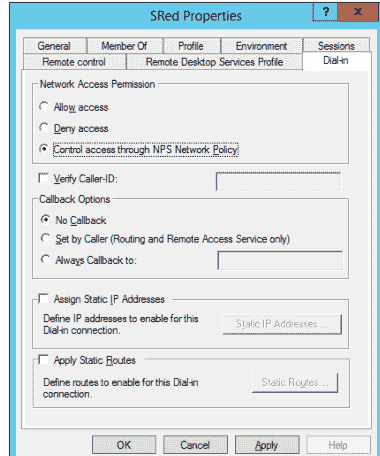 SRed Properties
? x
General Member Of Profile Environment Sessions
Remote control Remote Desktop Services Profile Dial-in
Network Access Permission
Allow access
Deny access
Control access through NPS Network Policy
Verify Caller-ID:
Callback Options
No Callback
Set by Caller (Routing and Remote Access Service only)
Always Callback to:
Assign Static IP Addresses
Define IP addresses to enable for this
Dial-in connection.
Static IP Addresses ...
Apply Static Routes
Define routes to enable for this Dial-in
connection.
Static Routes ...
OK Cancel Apply Help